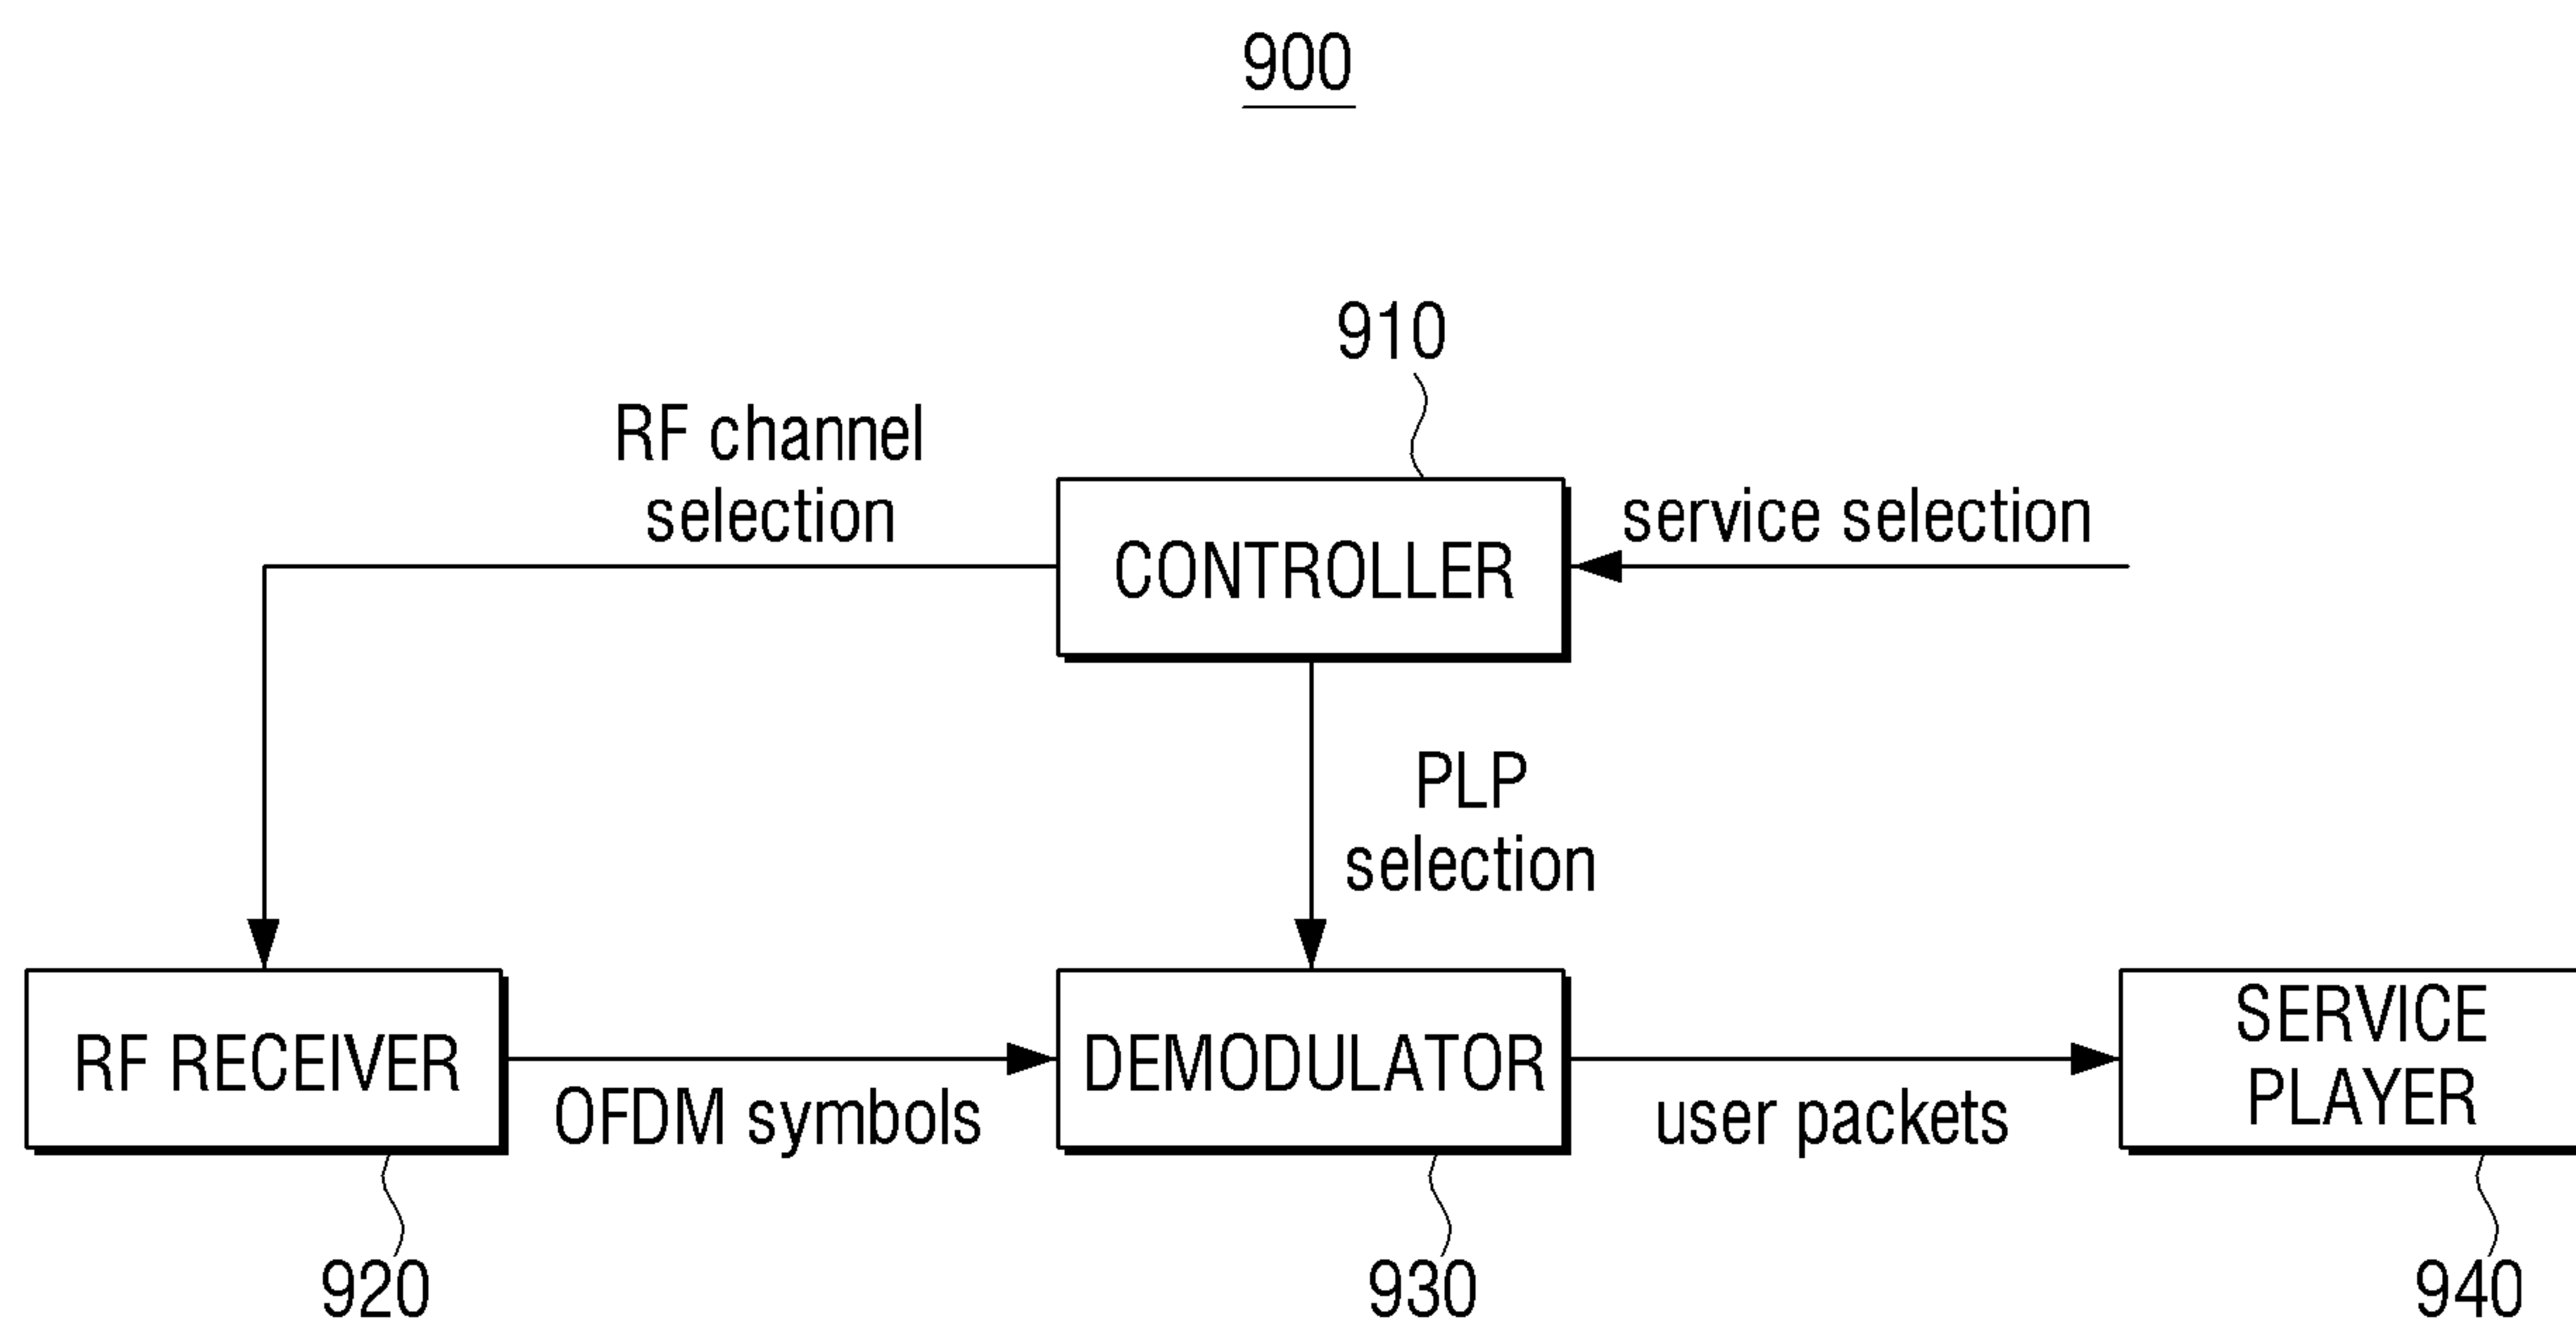 900
910
RF channel
selection
CONTROLLER
service selection
PLP
selection
RF RECEIVER
OFDM symbols
DEMODULATOR
user packets
SERVICE
PLAYER
920
930
940